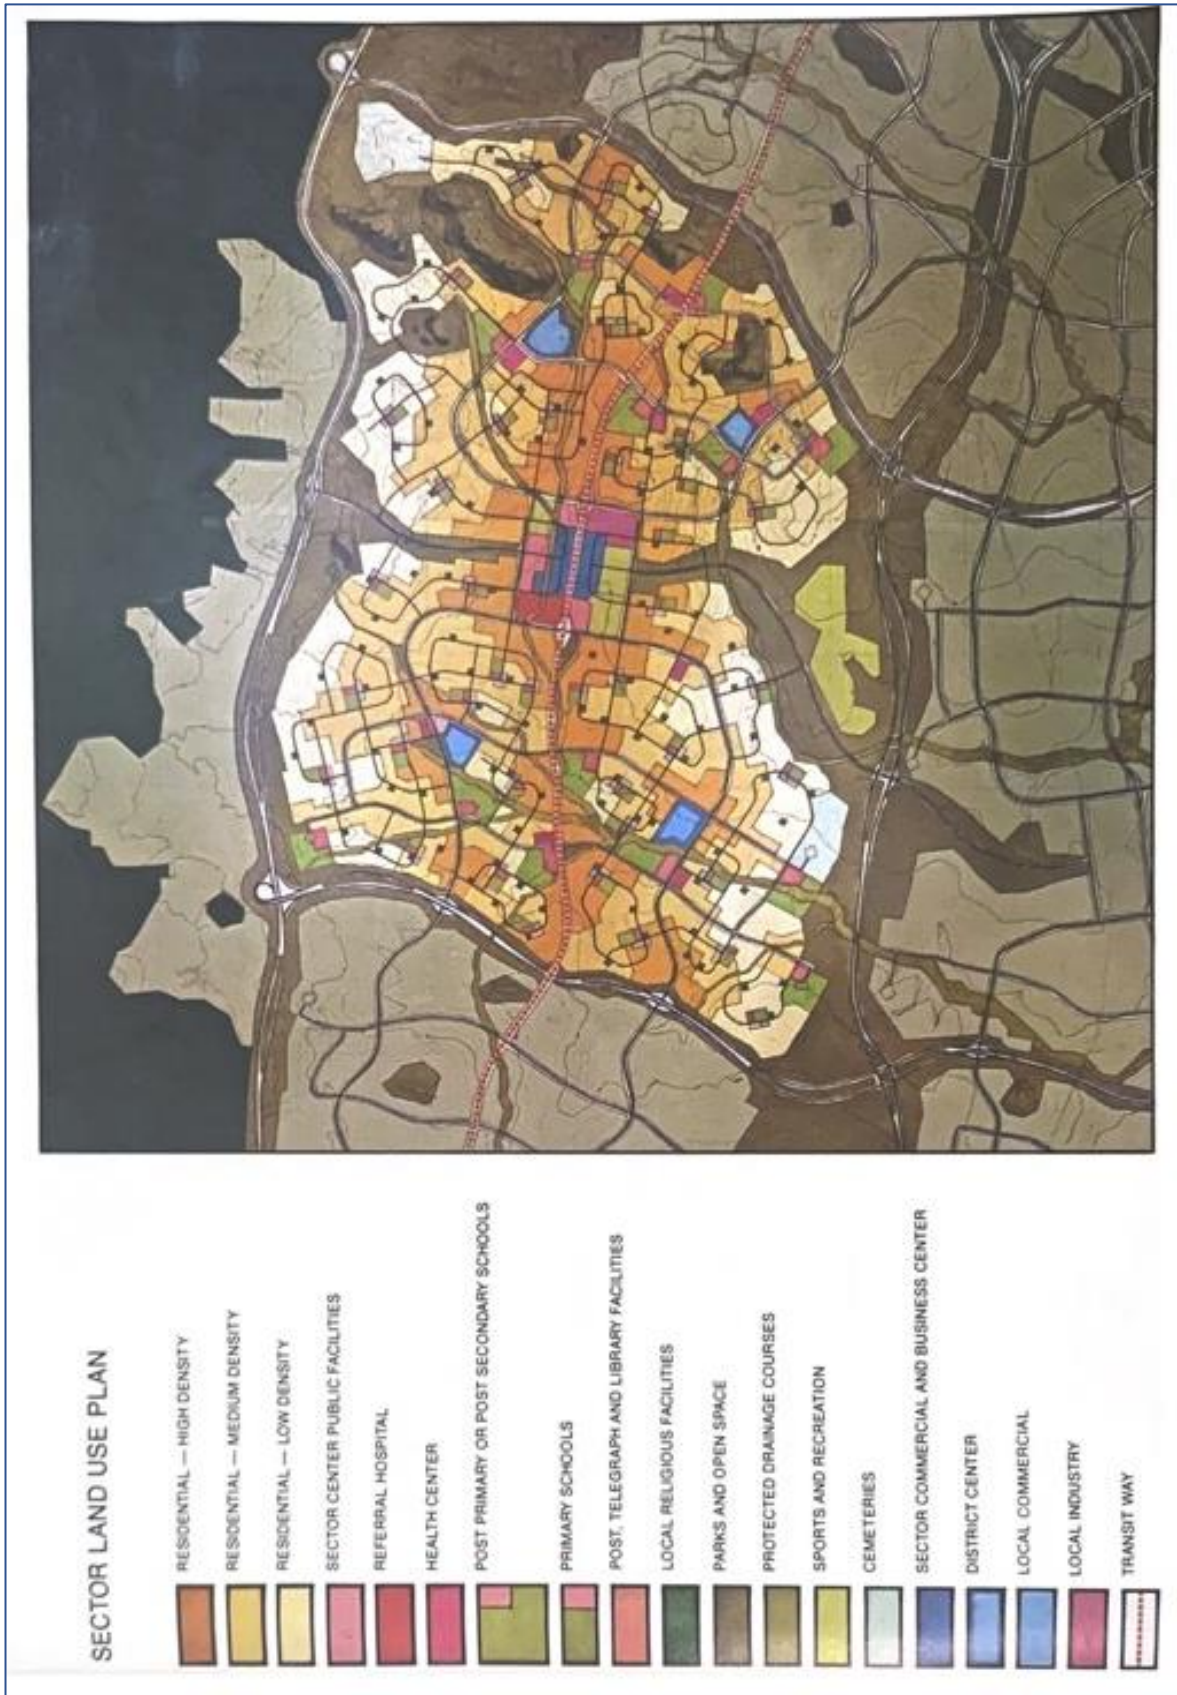 SECTOR LAND USE PLAN
RESIDENTIAL — HIGH DENSITY
RESIDENTIAL — MEDIUM DENSITY
RESIDENTIAL — LOW DENSITY
SECTOR CENTER PUBLIC FACILITIES
REFERRAL HOSPITAL
HEALTH CENTER
POST PRIMARY OR POST SECONDARY SCHOOLS
PRIMARY SCHOOLS
POST, TELEGRAPH AND LIBRARY FACILITIES
LOCAL RELIGIOUS FACILITIES
PARKS AND OPEN SPACE
PROTECTED DRAINAGE COURSES
SPORTS AND RECREATION
CEMETERIES
SECTOR COMMERCIAL AND BUSINESS CENTER
DISTRICT CENTER
LOCAL COMMERCIAL
LOCAL INDUSTRY
TRANSIT WAY